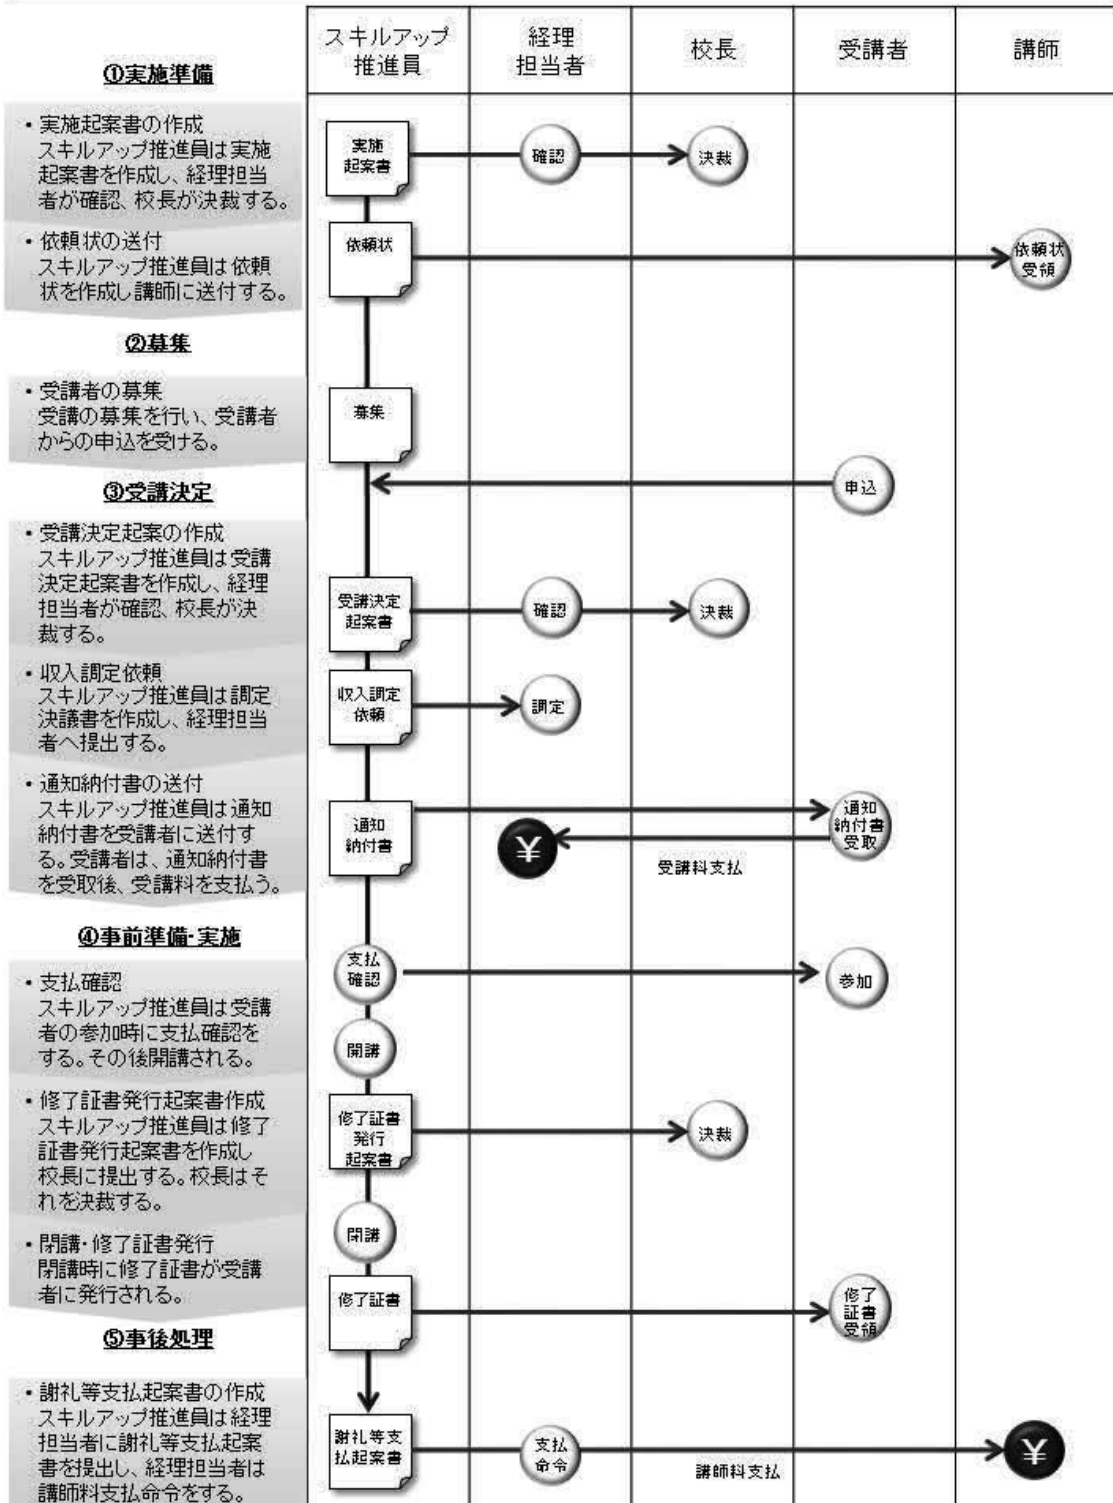 スキルアップ
推進員
経理
担当者
校長
受講者
講師
①実施準備
・実施起案書の作成
スキルアップ推進員は実施
起案書を作成し、経理担当
者が確認、校長が決裁する。
実施
起案書
確認
決裁
・依頼状の送付
スキルアップ推進員は依頼
状を作成し講師に送付する。
依頼状
依頼状
受領
②募集
・受講者の募集
受講の募集を行い、受講者
からの申込を受ける。
募集
申込
③受講決定
・受講決定起案の作成
スキルアップ推進員は受講
決定起案書を作成し、経理
担当者が確認、校長が決
裁する。
受講決定
起案書
確認
決裁
・収入調定依頼
スキルアップ推進員は調定
決議書を作成し、経理担当
者へ提出する。
収入調定
依頼
調定
・通知納付書の送付
スキルアップ推進員は通知
納付書を受講者に送付す
る。受講者は、通知納付書
を受取後、受講料を支払う。
通知
納付書
¥
受講料支払
通知
納付書
受取
④事前準備・実施
・支払確認
スキルアップ推進員は受講
者の参加時に支払確認を
する。その後開講される。
支払
確認
参加
開講
・修了証書発行起案書作成
スキルアップ推進員は修了
証書発行起案書を作成し
校長に提出する。校長はそ
れを決裁する。
修了証書
発行
起案書
決裁
・閉講・修了証書発行
閉講時に修了証書が受講
者に発行される。
閉講
修了証書
修了
証書
受領
⑤事後処理
・謝礼等支払起案書の作成
スキルアップ推進員は経理
担当者に謝礼等支払起案
書を提出し、経理担当者は
講師料支払命令をする。
謝礼等支
払起案書
支払
命令
講師料支払
¥